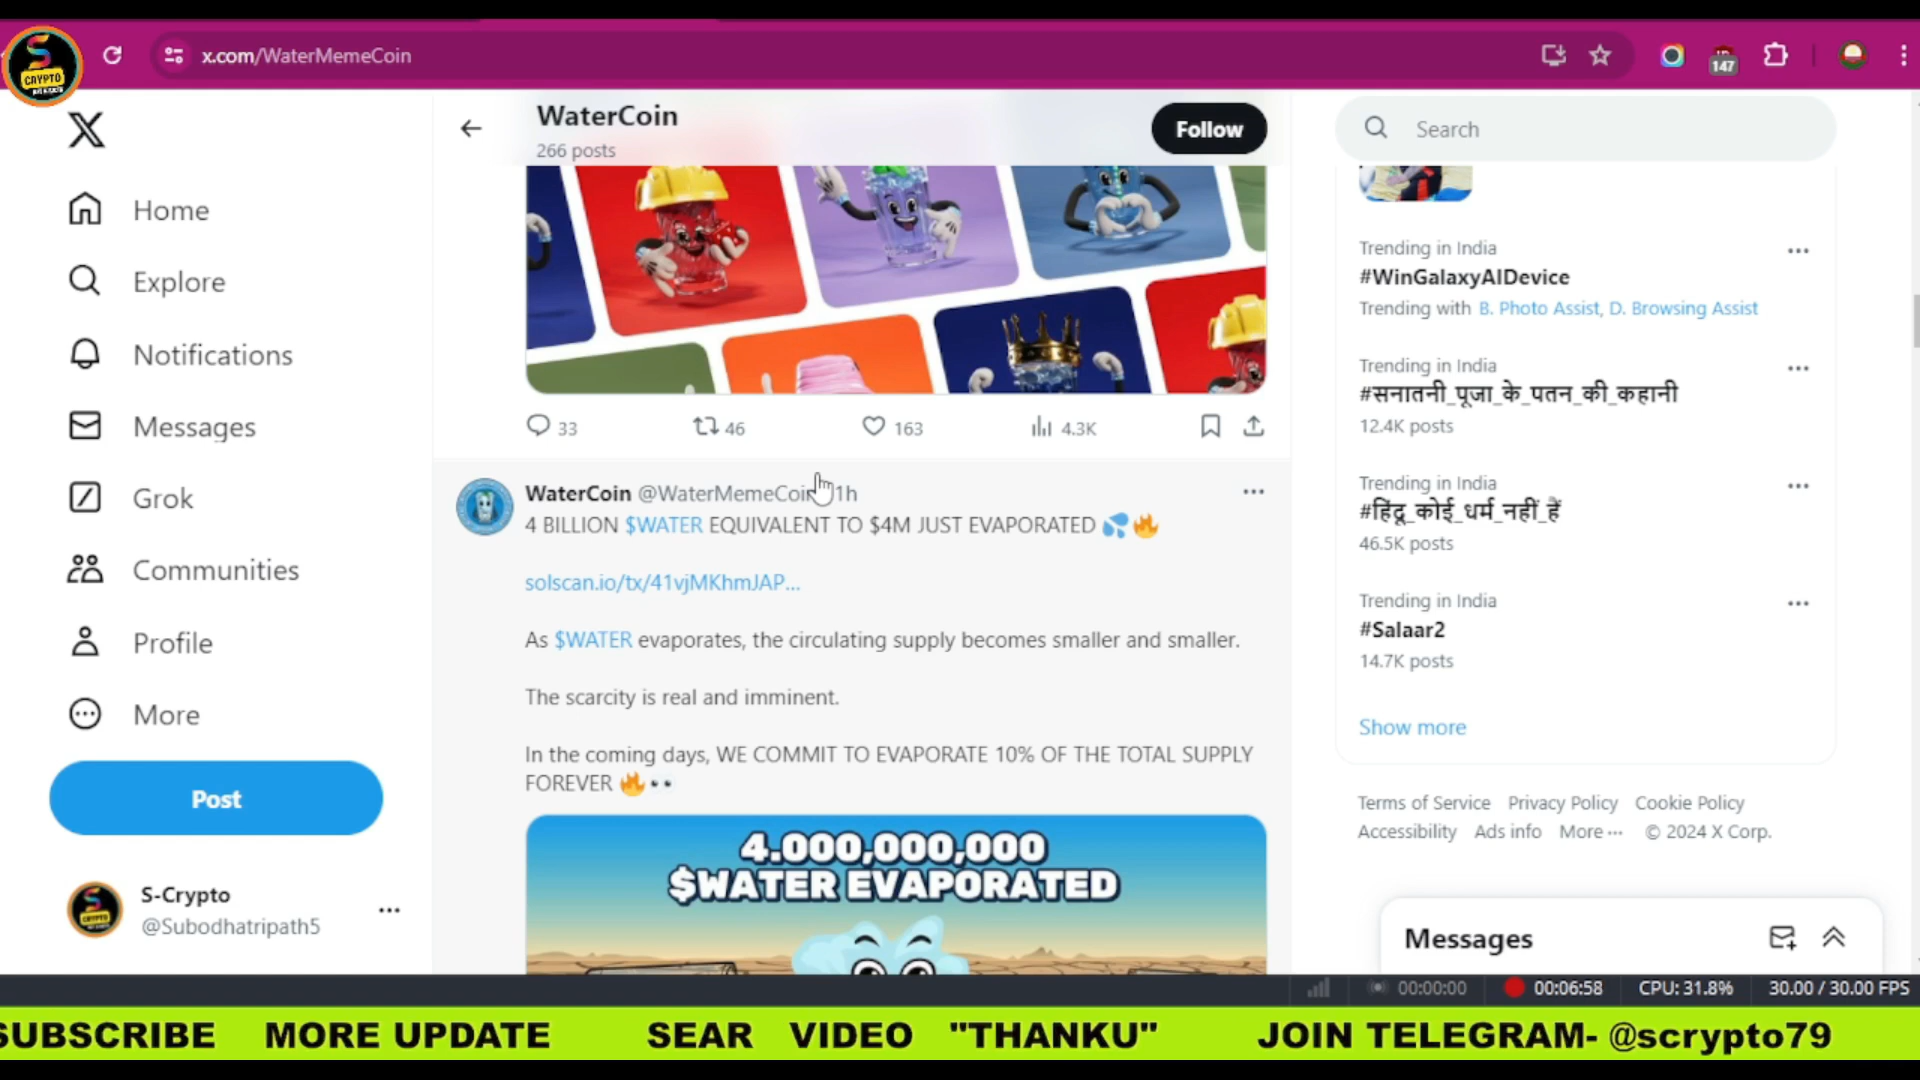 S
CRYPTO
x.com/WaterMemeCoin
147
WaterCoin
266 posts
Follow
Search
Home
Explore
Notifications
Messages
Grok
Communities
Profile
More
Post
S-Crypto
@Subodhatripath5
33
46
163
4.3K
WaterCoin @WaterMemeCoin 1h
4 BILLION $WATER EQUIVALENT TO $4M JUST EVAPORATED 💦🔥
solscan.io/tx/41vjMKhmJAP...
As $WATER evaporates, the circulating supply becomes smaller and smaller.
The scarcity is real and imminent.
In the coming days, WE COMMIT TO EVAPORATE 10% OF THE TOTAL SUPPLY
FOREVER 🔥👀
4.000,000,000
$WATER EVAPORATED
Trending in India
#WinGalaxyAIDevice
Trending with B. Photo Assist, D. Browsing Assist
Trending in India
#सनातनी_पूजा_के_पतन_की_कहानी
12.4K posts
Trending in India
#हिंदू_कोई_धर्म_नहीं_हैं
46.5K posts
Trending in India
#Salaar2
14.7K posts
Show more
Terms of Service Privacy Policy Cookie Policy
Accessibility Ads info More ··· © 2024 X Corp.
Messages
00:00:00 00:06:58 CPU: 31.8% 30.00 / 30.00 FPS
SUBSCRIBE MORE UPDATE SEAR VIDEO "THANKU" JOIN TELEGRAM- @scrypto79